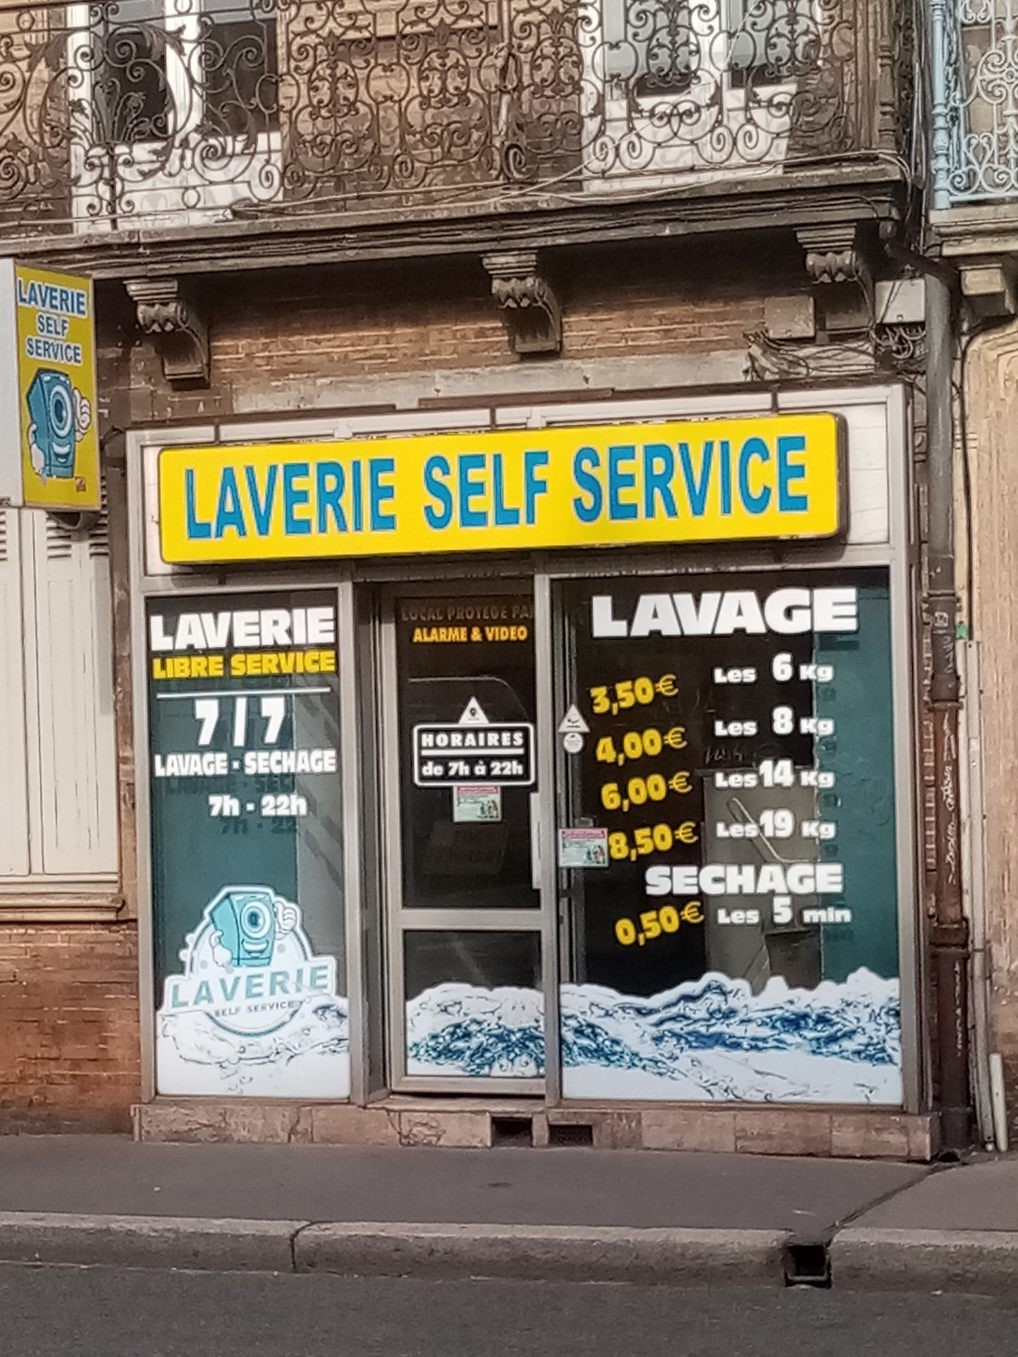 LAVERIE
SELF
SERVICE
LAVERIE SELF SERVICE
LAVERIE
LIBRE SERVICE
7|7
LAVAGE - SECHAGE
7h - 22h
LAVERIE
SELF SERVICE
LOCAL PROTEGE PAR
ALARME & VIDEO
HORAIRES
de 7h à 22h
LAVAGE
3,50€ Les 6 Kg
4,00€ Les 8 Kg
6,00€ Les 14 Kg
8,50€ Les 19 Kg
SECHAGE
0,50€ Les 5 min